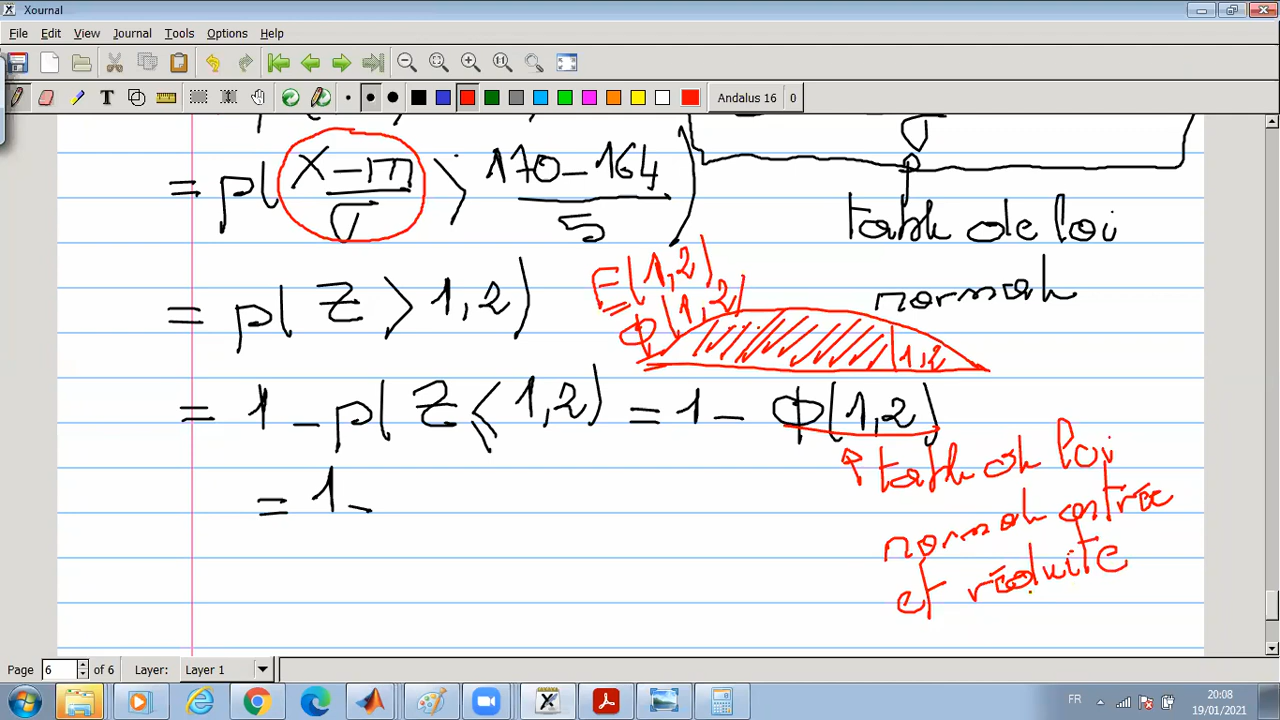 Xournal
File Edit View Journal Tools Options Help
Andalus 16 0
= p( X-m / σ > 170-164 / 5 )
table de loi
normale
= p( Z > 1,2)
E(1,2)
Φ(1,2)
1,2
= 1 - p( Z ≤ 1,2) = 1 - Φ(1,2)
table de loi
normale centrée
et réduite
= 1 -
Page 6 of 6 Layer: Layer 1
FR 20:08
19/01/2021